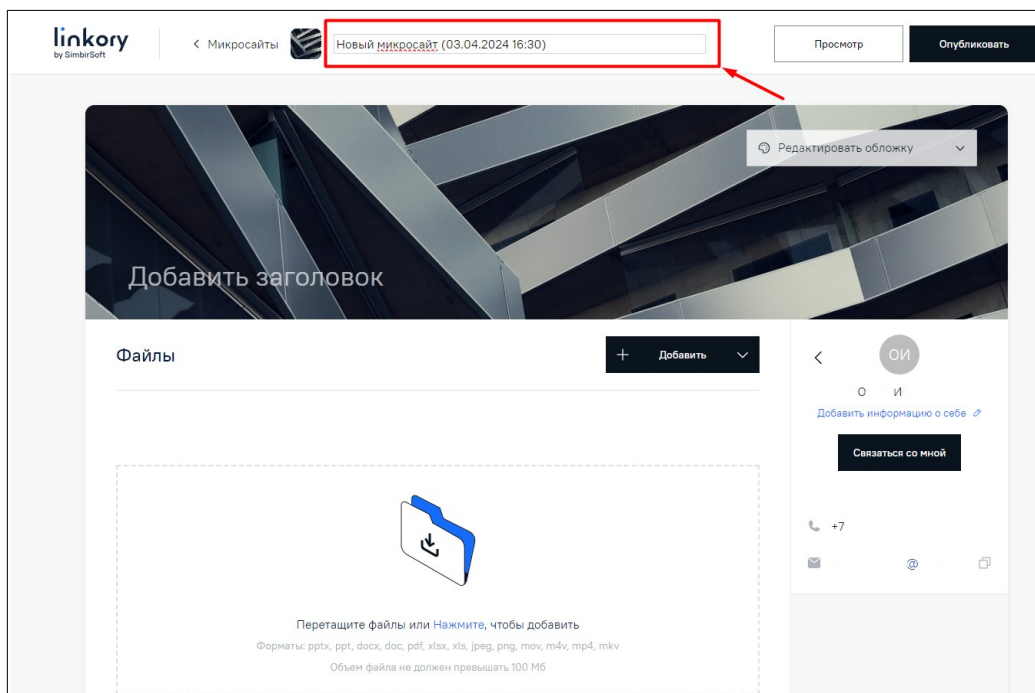 linkory
by SimbirSoft
Микросайты
Новый микросайт (03.04.2024 16:30)
Просмотр
Опубликовать
Редактировать обложку
Добавить заголовок
Файлы
Добавить
ОИ
О И
Добавить информацию о себе
Связаться со мной
+7
@
Перетащите файлы или Нажмите, чтобы добавить
Форматы: pptx, ppt, docx, doc, pdf, xlsx, xls, jpeg, png, mov, m4v, mp4, mkv
Объем файла не должен превышать 100 Мб